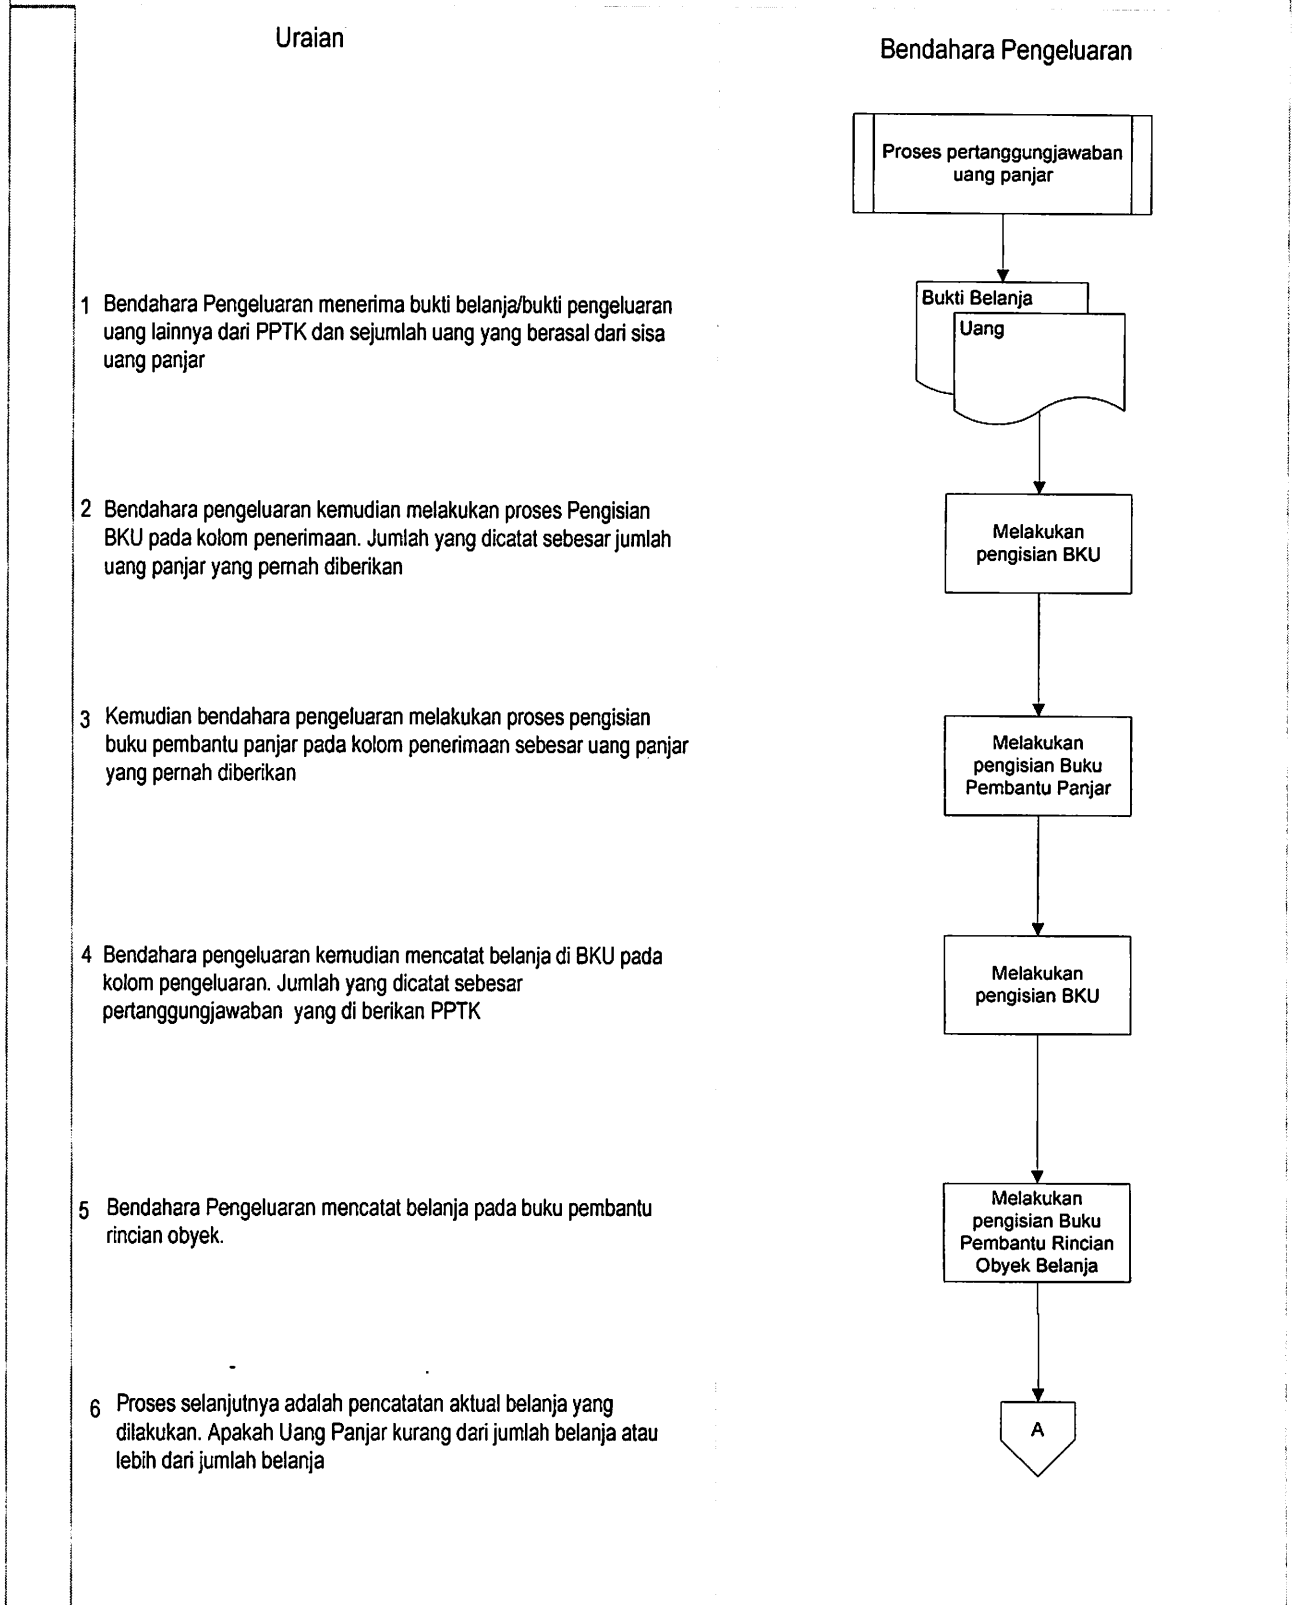 Uraian
Bendahara Pengeluaran
Proses pertanggungjawaban
uang panjar
1 Bendahara Pengeluaran menerima bukti belanja/bukti pengeluaran
uang lainnya dari PPTK dan sejumlah uang yang berasal dari sisa
uang panjar
Bukti Belanja
Uang
2 Bendahara pengeluaran kemudian melakukan proses Pengisian
BKU pada kolom penerimaan. Jumlah yang dicatat sebesar jumlah
uang panjar yang pernah diberikan
Melakukan
pengisian BKU
3 Kemudian bendahara pengeluaran melakukan proses pengisian
buku pembantu panjar pada kolom penerimaan sebesar uang panjar
yang pernah diberikan
Melakukan
pengisian Buku
Pembantu Panjar
4 Bendahara pengeluaran kemudian mencatat belanja di BKU pada
kolom pengeluaran. Jumlah yang dicatat sebesar
pertanggungjawaban yang di berikan PPTK
Melakukan
pengisian BKU
5 Bendahara Pengeluaran mencatat belanja pada buku pembantu
rincian obyek.
Melakukan
pengisian Buku
Pembantu Rincian
Obyek Belanja
6 Proses selanjutnya adalah pencatatan aktual belanja yang
dilakukan. Apakah Uang Panjar kurang dari jumlah belanja atau
lebih dari jumlah belanja
A